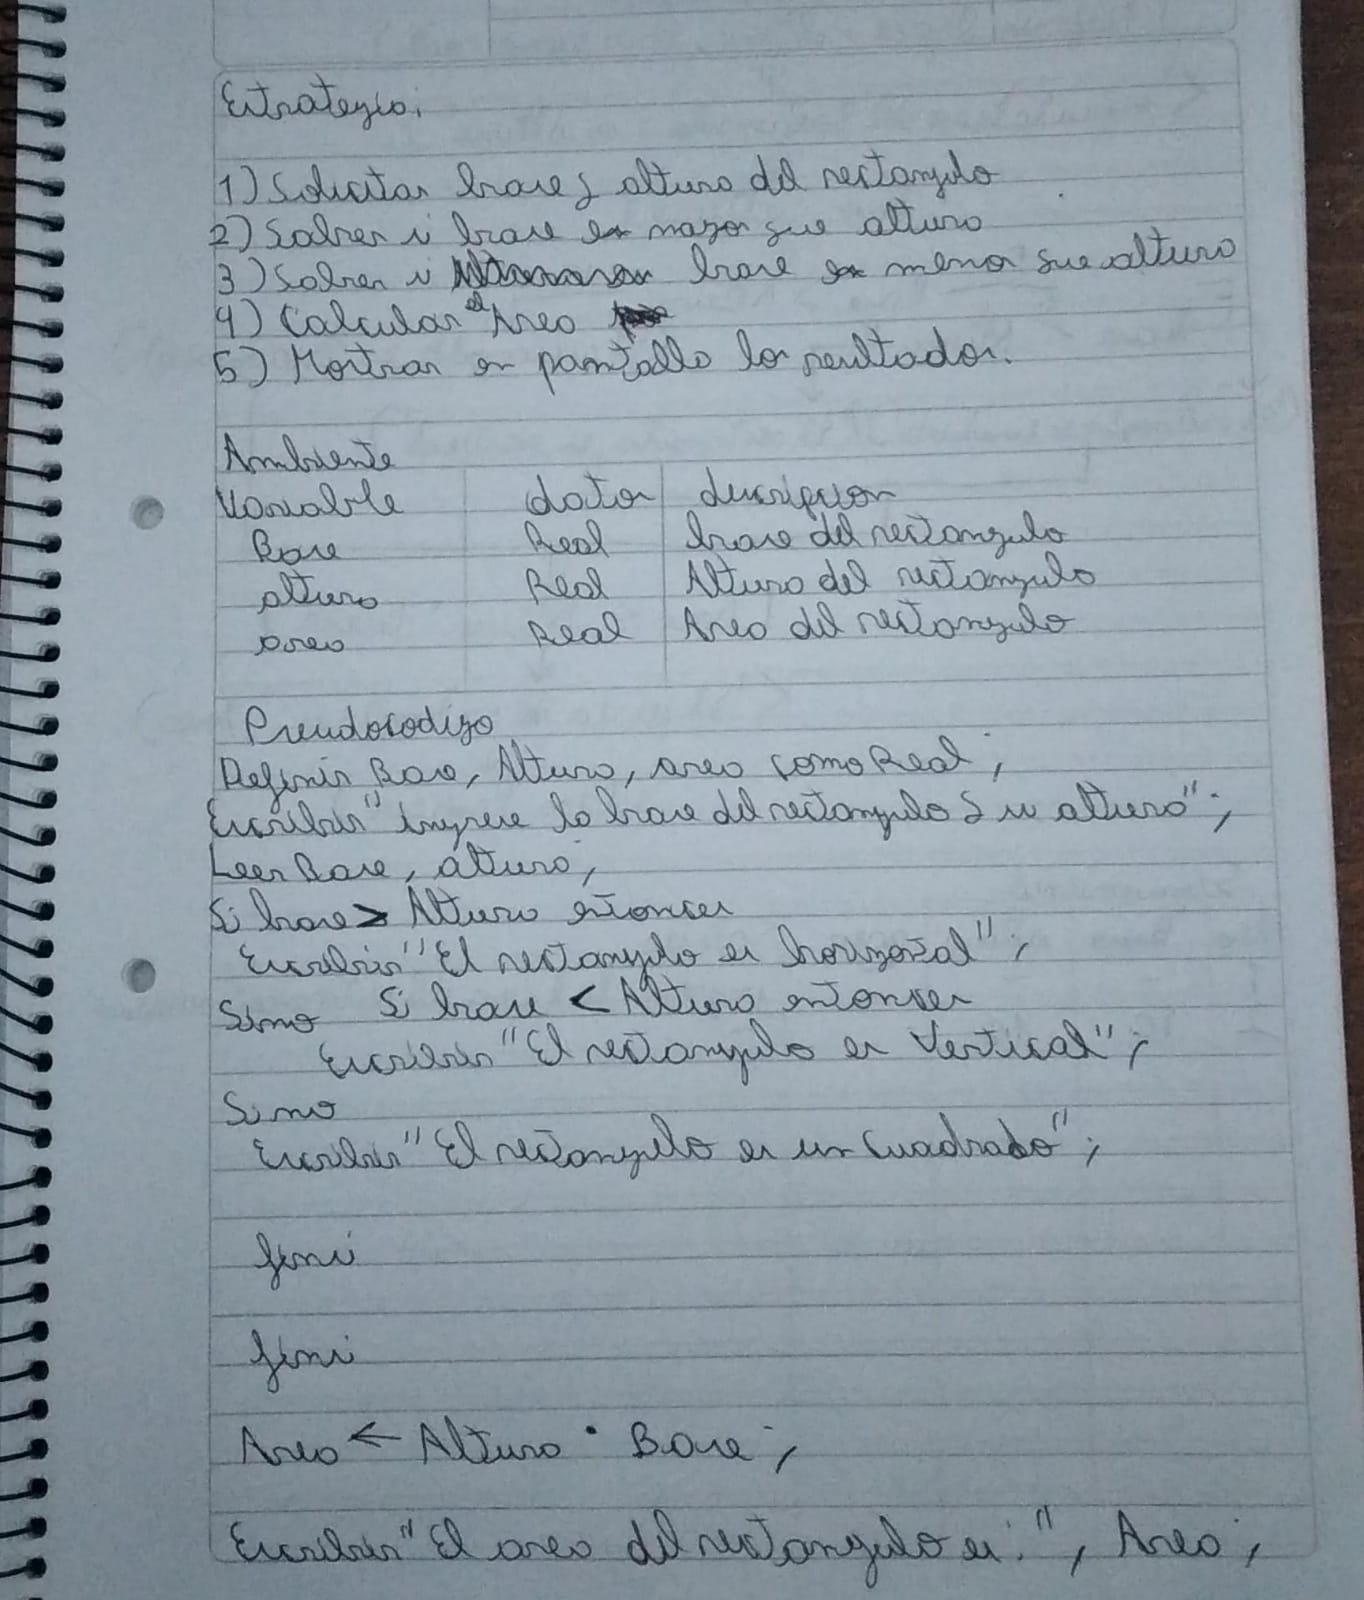 Estrategia.
1) Solicitar base y altura del rectangulo
2) Saber si base es mayor que altura
3) Saber si base es menor que altura
4) Calcular el Area
5) Mostrar en pantalla los resultados.
Ambiente
Variable datos descripcion
Base Real base del rectangulo
altura Real Altura del rectangulo
area Real Area del rectangulo
Pseudocodigo
Definir Base, Altura, area como Real ;
Escribir "ingrese la base del rectangulo y su altura" ;
Leer Base, altura;
Si base > Altura entonces
Escribir "El rectangulo es horizontal" ;
Sino Si base < Altura entonces
Escribir "El rectangulo es Vertical" ;
Sino
Escribir "El rectangulo es un Cuadrado" ;
finsi
finsi
Area ← Altura · Base ;
Escribir "El area del rectangulo es: ", Area ;